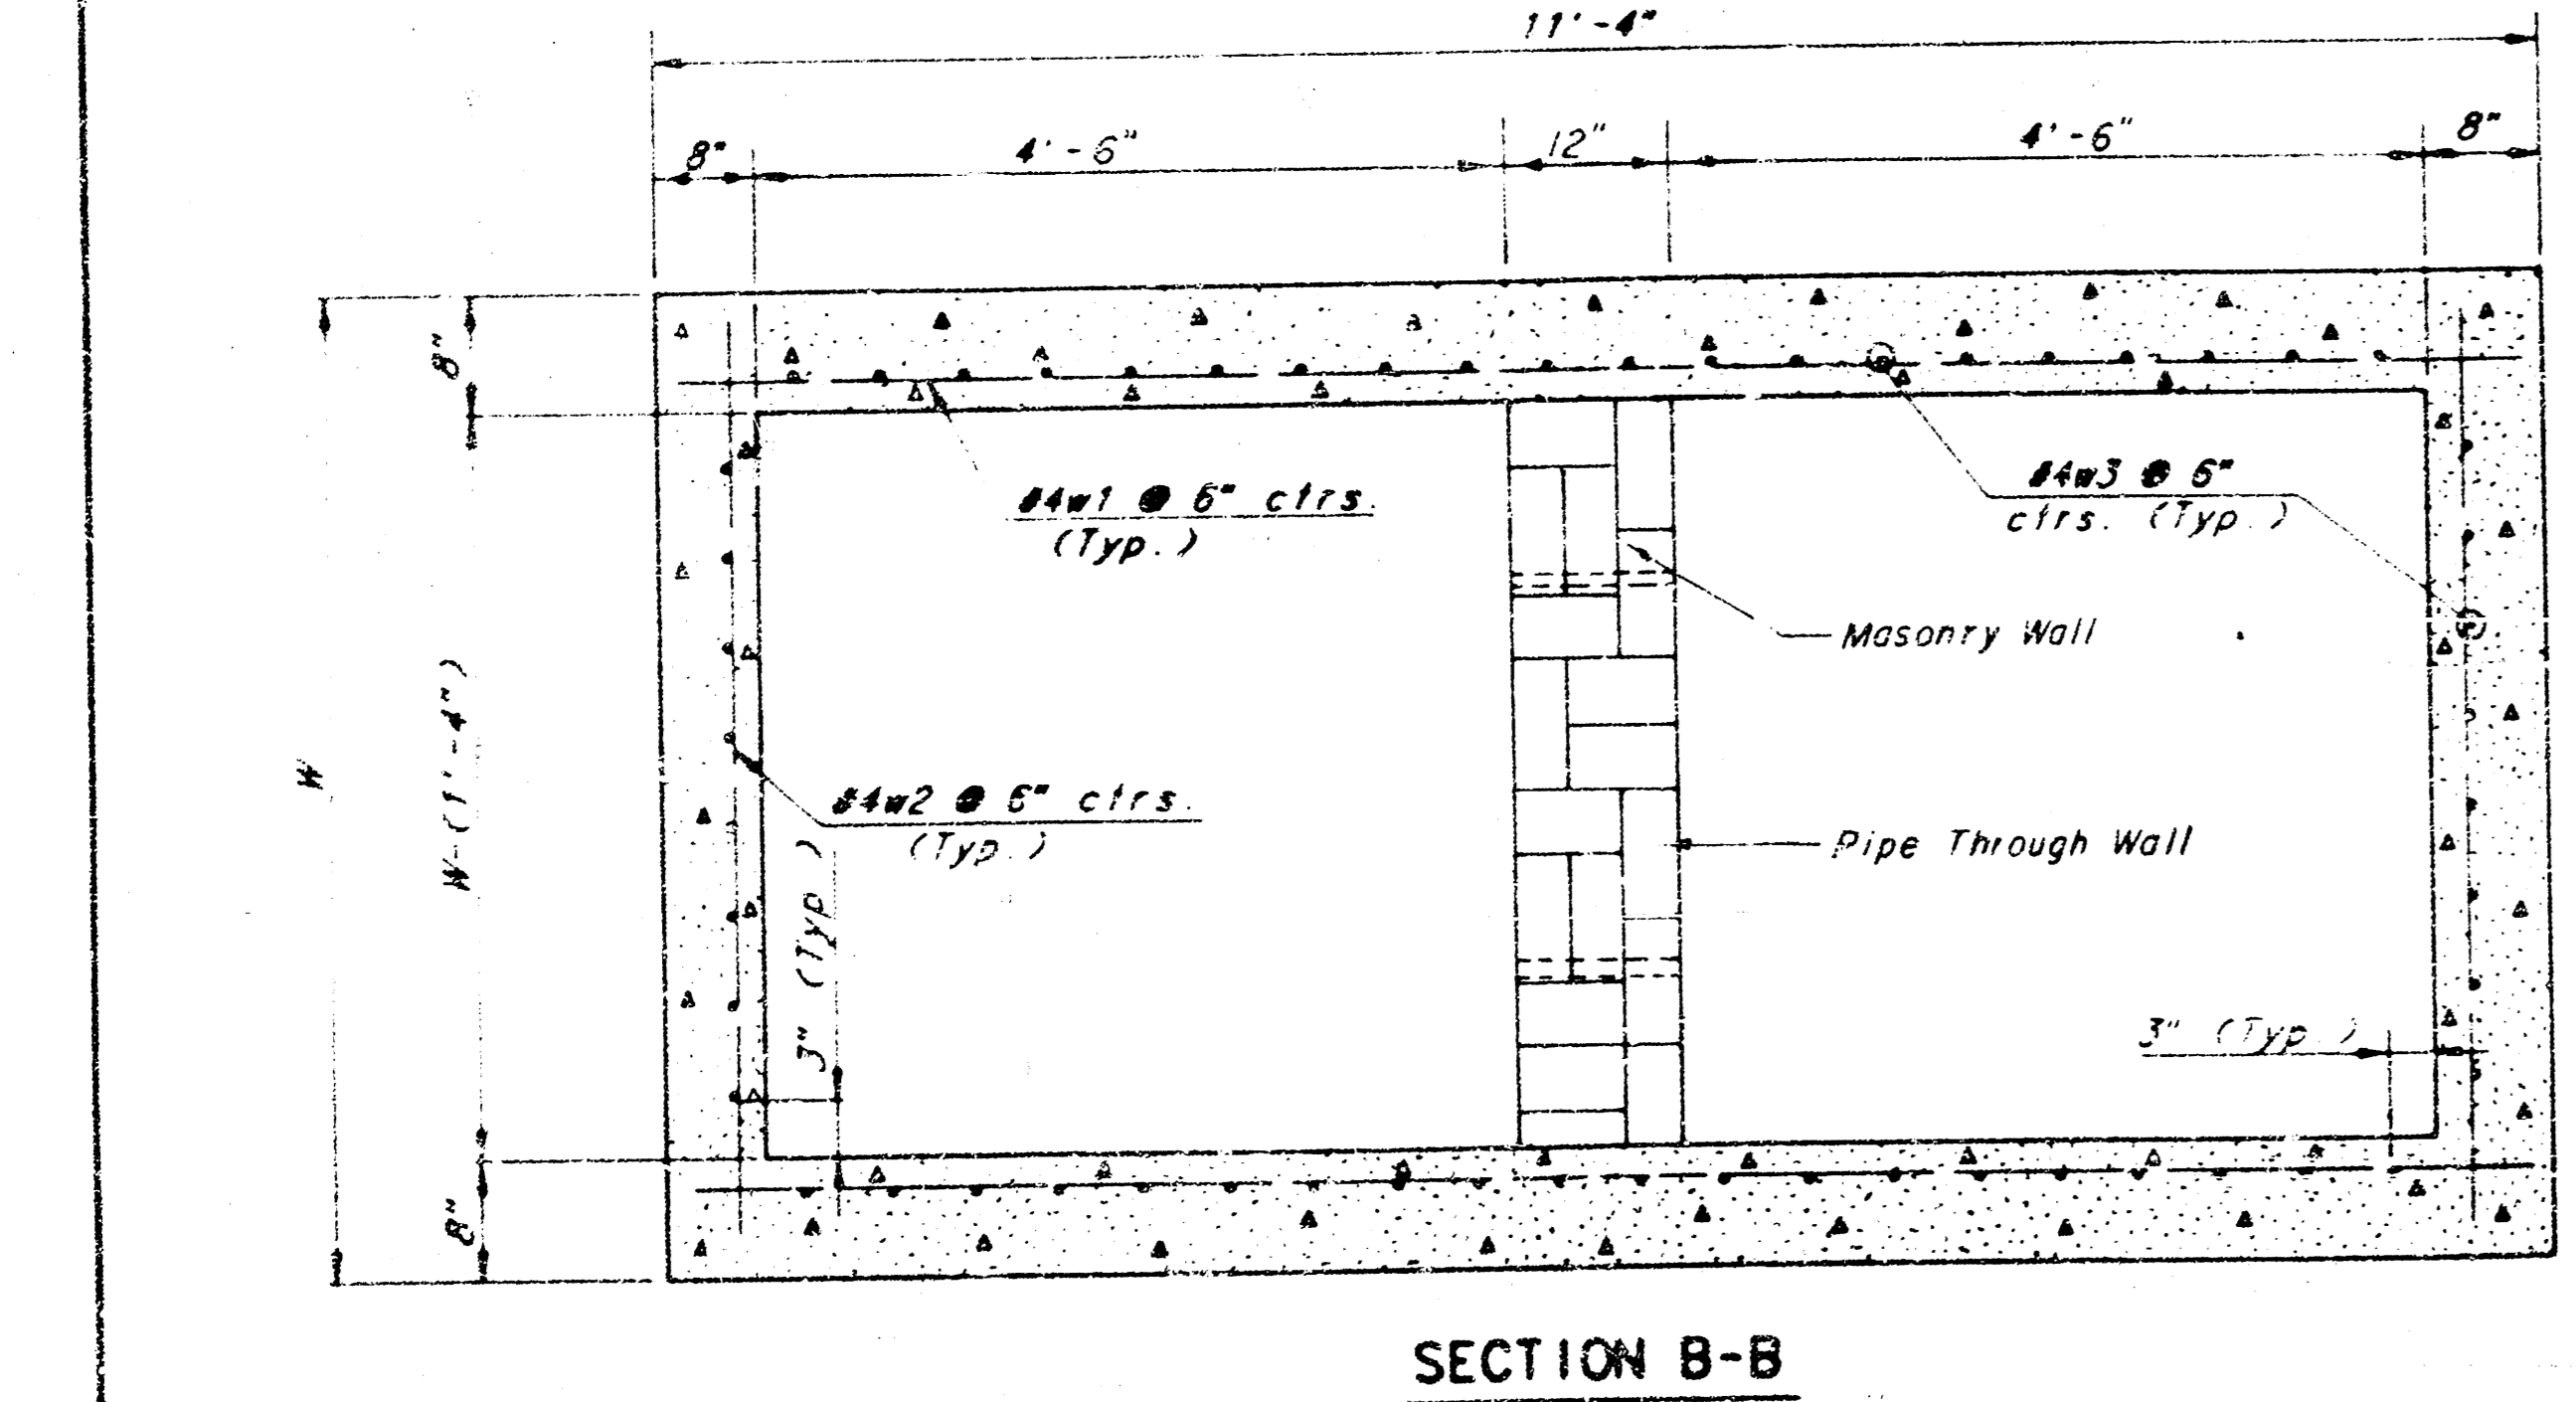 11'-4"
8" 4'-6" 12" 4'-6" 8"
8"
#4w1 @ 6" ctrs.
(Typ.)
#4w3 @ 6"
ctrs. (Typ.)
Masonry Wall
W
W-(1'-4")
#4w2 @ 6" ctrs.
(Typ.)
Pipe Through Wall
3" (Typ.)
3" (Typ.)
8"
SECTION B-B